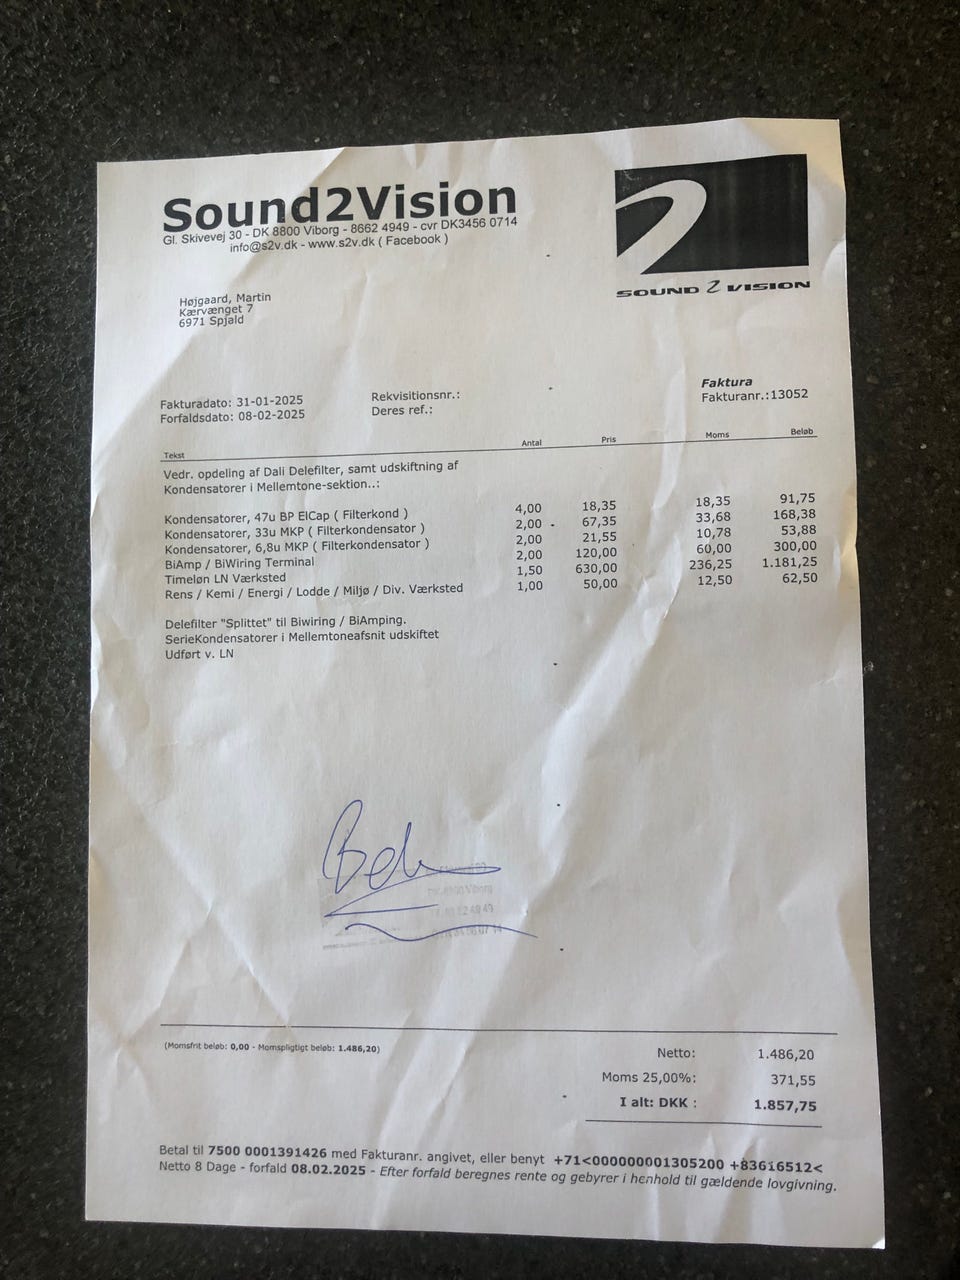 Sound2Vision
Gl. Skivevej 30 - DK 8800 Viborg - 8662 4949 - cvr DK3456 0714
info@s2v.dk - www.s2v.dk ( Facebook )
SOUND 2 VISION
Højgaard, Martin
Kærvænget 7
6971 Spjald
Faktura
Fakturadato: 31-01-2025 Rekvisitionsnr.: Fakturanr.:13052
Forfaldsdato: 08-02-2025 Deres ref.:
Tekst Antal Pris Moms Beløb
Vedr. opdeling af Dali Delefilter, samt udskiftning af
Kondensatorer i Mellemtone-sektion..:
Kondensatorer, 47u BP ElCap ( Filterkond ) 4,00 18,35 18,35 91,75
Kondensatorer, 33u MKP ( Filterkondensator ) 2,00 67,35 33,68 168,38
Kondensatorer, 6,8u MKP ( Filterkondensator ) 2,00 21,55 10,78 53,88
BiAmp / BiWiring Terminal 2,00 120,00 60,00 300,00
Timeløn LN Værksted 1,50 630,00 236,25 1.181,25
Rens / Kemi / Energi / Lodde / Miljø / Div. Værksted 1,00 50,00 12,50 62,50
Delefilter "Splittet" til Biwiring / BiAmping.
SerieKondensatorer i Mellemtoneafsnit udskiftet
Udført v. LN
DK-8800 Viborg
(Momsfrit beløb: 0,00 - Momspligtigt beløb: 1.486,20)
Netto: 1.486,20
Moms 25,00%: 371,55
I alt: DKK : 1.857,75
Betal til 7500 0001391426 med Fakturanr. angivet, eller benyt +71<000000001305200 +83616512<
Netto 8 Dage - forfald 08.02.2025 - Efter forfald beregnes rente og gebyrer i henhold til gældende lovgivning.